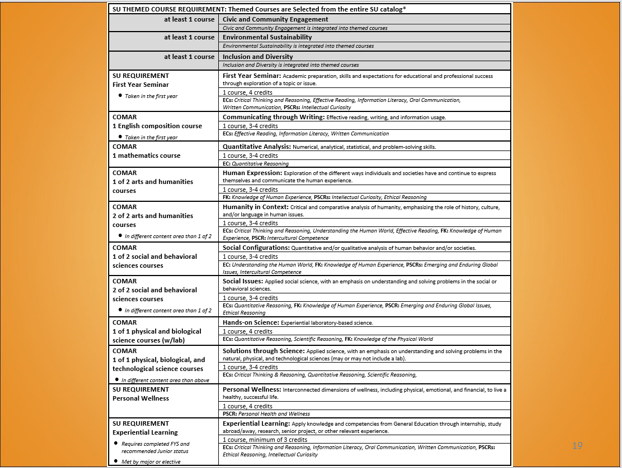 SU THEMED COURSE REQUIREMENT: Themed Courses are Selected from the entire SU catalog*
at least 1 course
Civic and Community Engagement
Civic and Community Engagement is integrated into themed courses
at least 1 course
Environmental Sustainability
Environmental Sustainability is integrated into themed courses
at least 1 course
Inclusion and Diversity
Inclusion and Diversity is integrated into themed courses
SU REQUIREMENT
First Year Seminar
• Taken in the first year
First Year Seminar: Academic preparation, skills and expectations for educational and professional success
through exploration of a topic or issue.
1 course, 4 credits
ECs: Critical Thinking and Reasoning, Effective Reading, Information Literacy, Oral Communication,
Written Communication, PSCRs: Intellectual Curiosity
COMAR
1 English composition course
• Taken in the first year
Communicating through Writing: Effective reading, writing, and information usage.
1 course, 3-4 credits
ECs: Effective Reading, Information Literacy, Written Communication
COMAR
1 mathematics course
Quantitative Analysis: Numerical, analytical, statistical, and problem-solving skills.
1 course, 3-4 credits
EC: Quantitative Reasoning
COMAR
1 of 2 arts and humanities
courses
Human Expression: Exploration of the different ways individuals and societies have and continue to express
themselves and communicate the human experience.
1 course, 3-4 credits
FK: Knowledge of Human Experience, PSCRs: Intellectual Curiosity, Ethical Reasoning
COMAR
2 of 2 arts and humanities
courses
• In different content area than 1 of 2
Humanity in Context: Critical and comparative analysis of humanity, emphasizing the role of history, culture,
and/or language in human issues.
1 course, 3-4 credits
ECs: Critical Thinking and Reasoning, Understanding the Human World, Effective Reading, FK: Knowledge of Human
Experience, PSCR: Intercultural Competence
COMAR
1 of 2 social and behavioral
sciences courses
Social Configurations: Quantitative and/or qualitative analysis of human behavior and/or societies.
1 course, 3-4 credits
EC: Understanding the Human World, FK: Knowledge of Human Experience, PSCRs: Emerging and Enduring Global
Issues, Intercultural Competence
COMAR
2 of 2 social and behavioral
sciences courses
• In different content area than 1 of 2
Social Issues: Applied social science, with an emphasis on understanding and solving problems in the social or
behavioral sciences.
1 course, 3-4 credits
ECs: Quantitative Reasoning, FK: Knowledge of Human Experience, PSCR: Emerging and Enduring Global Issues,
Ethical Reasoning
COMAR
1 of 1 physical and biological
science courses (w/lab)
Hands-on Science: Experiential laboratory-based science.
1 course, 4 credits
ECs: Quantitative Reasoning, Scientific Reasoning, FK: Knowledge of the Physical World
COMAR
1 of 1 physical, biological, and
technological science courses
• In different content area than above
Solutions through Science: Applied science, with an emphasis on understanding and solving problems in the
natural, physical, and technological sciences (may or may not include a lab).
1 course, 3-4 credits
ECs: Critical Thinking & Reasoning, Quantitative Reasoning, Scientific Reasoning,
SU REQUIREMENT
Personal Wellness
Personal Wellness: Interconnected dimensions of wellness, including physical, emotional, and financial, to live a
healthy, successful life.
1 course, 4 credits
PSCR: Personal Health and Wellness
SU REQUIREMENT
Experiential Learning
• Requires completed FYS and
recommended Junior status
• Met by major or elective
Experiential Learning: Apply knowledge and competencies from General Education through internship, study
abroad/away, research, senior project, or other relevant experience.
1 course, minimum of 3 credits
ECs: Critical Thinking and Reasoning, Information Literacy, Oral Communication, Written Communication, PSCRs:
Ethical Reasoning, Intellectual Curiosity
19